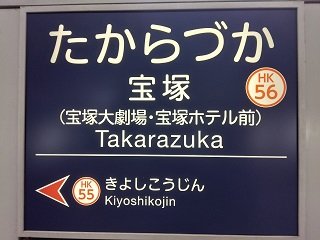 たからづか
宝塚
HK
56
(宝塚大劇場・宝塚ホテル前)
Takarazuka
HK
55
きよしこうじん
Kiyoshikojin